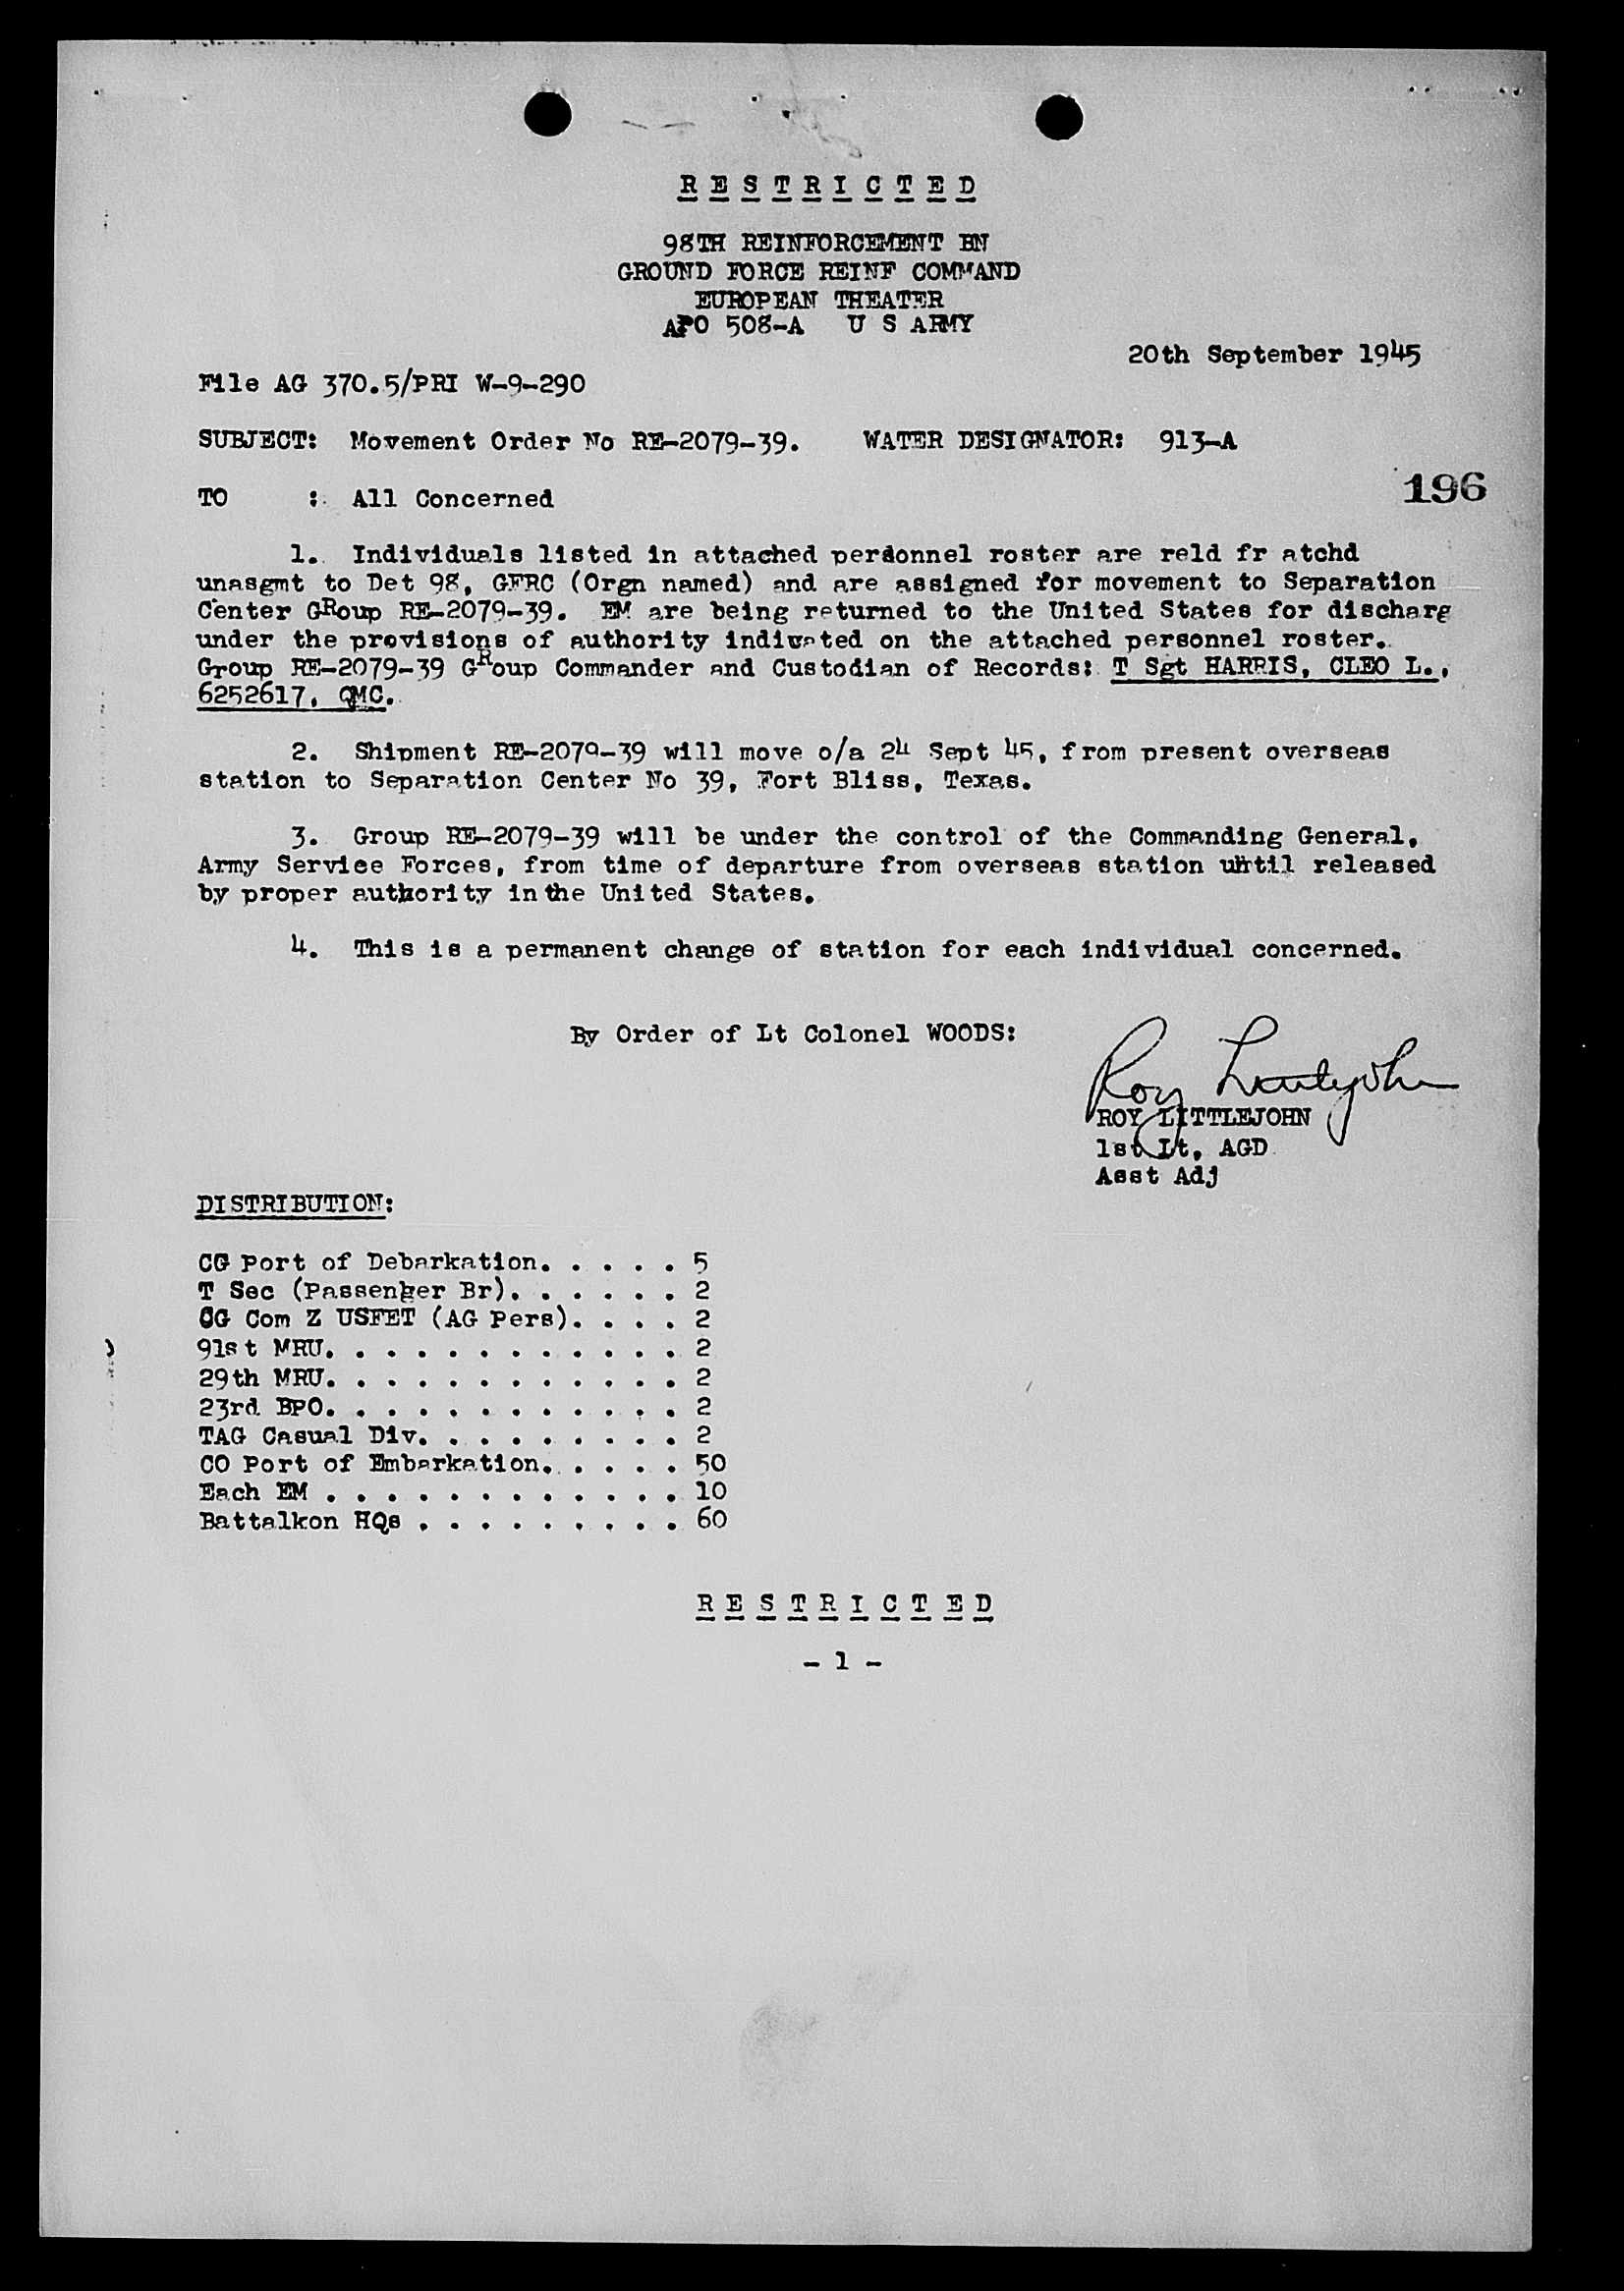 R E S T R I C T E D
98TH REINFORCEMENT BN
GROUND FORCE REINF COMMAND
EUROPEAN THEATER
APO 508-A   U S ARMY
20th September 1945
File AG 370.5/PRI W-9-290
SUBJECT:  Movement Order No RE-2079-39.    WATER DESIGNATOR:  913-A
196
TO     :  All Concerned
1.  Individuals listed in attached personnel roster are reld fr atchd
unasgmt to Det 98, GFRC (Orgn named) and are assigned for movement to Separation
Center GRoup RE-2079-39.  EM are being returned to the United States for discharg
under the provisions of authority indicated on the attached personnel roster.
Group RE-2079-39 GRoup Commander and Custodian of Records: T Sgt HARRIS, CLEO L.,
6252617, QMC.
2.  Shipment RE-2079-39 will move o/a 24 Sept 45, from present overseas
station to Separation Center No 39, Fort Bliss, Texas.
3.  Group RE-2079-39 will be under the control of the Commanding General,
Army Service Forces, from time of departure from overseas station until released
by proper authority in the United States.
4.  This is a permanent change of station for each individual concerned.
By Order of Lt Colonel WOODS:
Roy Littlejohn
ROY LITTLEJOHN
1st Lt, AGD
Asst Adj
DISTRIBUTION:
CG Port of Debarkation. . . . . 5
T Sec (Passenger Br). . . . . . 2
CG Com Z USFET (AG Pers). . . . 2
91st MRU. . . . . . . . . . . . 2
29th MRU. . . . . . . . . . . . 2
23rd BPO. . . . . . . . . . . . 2
TAG Casual Div. . . . . . . . . 2
CO Port of Embarkation. . . . . 50
Each EM . . . . . . . . . . . . 10
Battalkon HQs . . . . . . . . . 60
R E S T R I C T E D
- 1 -